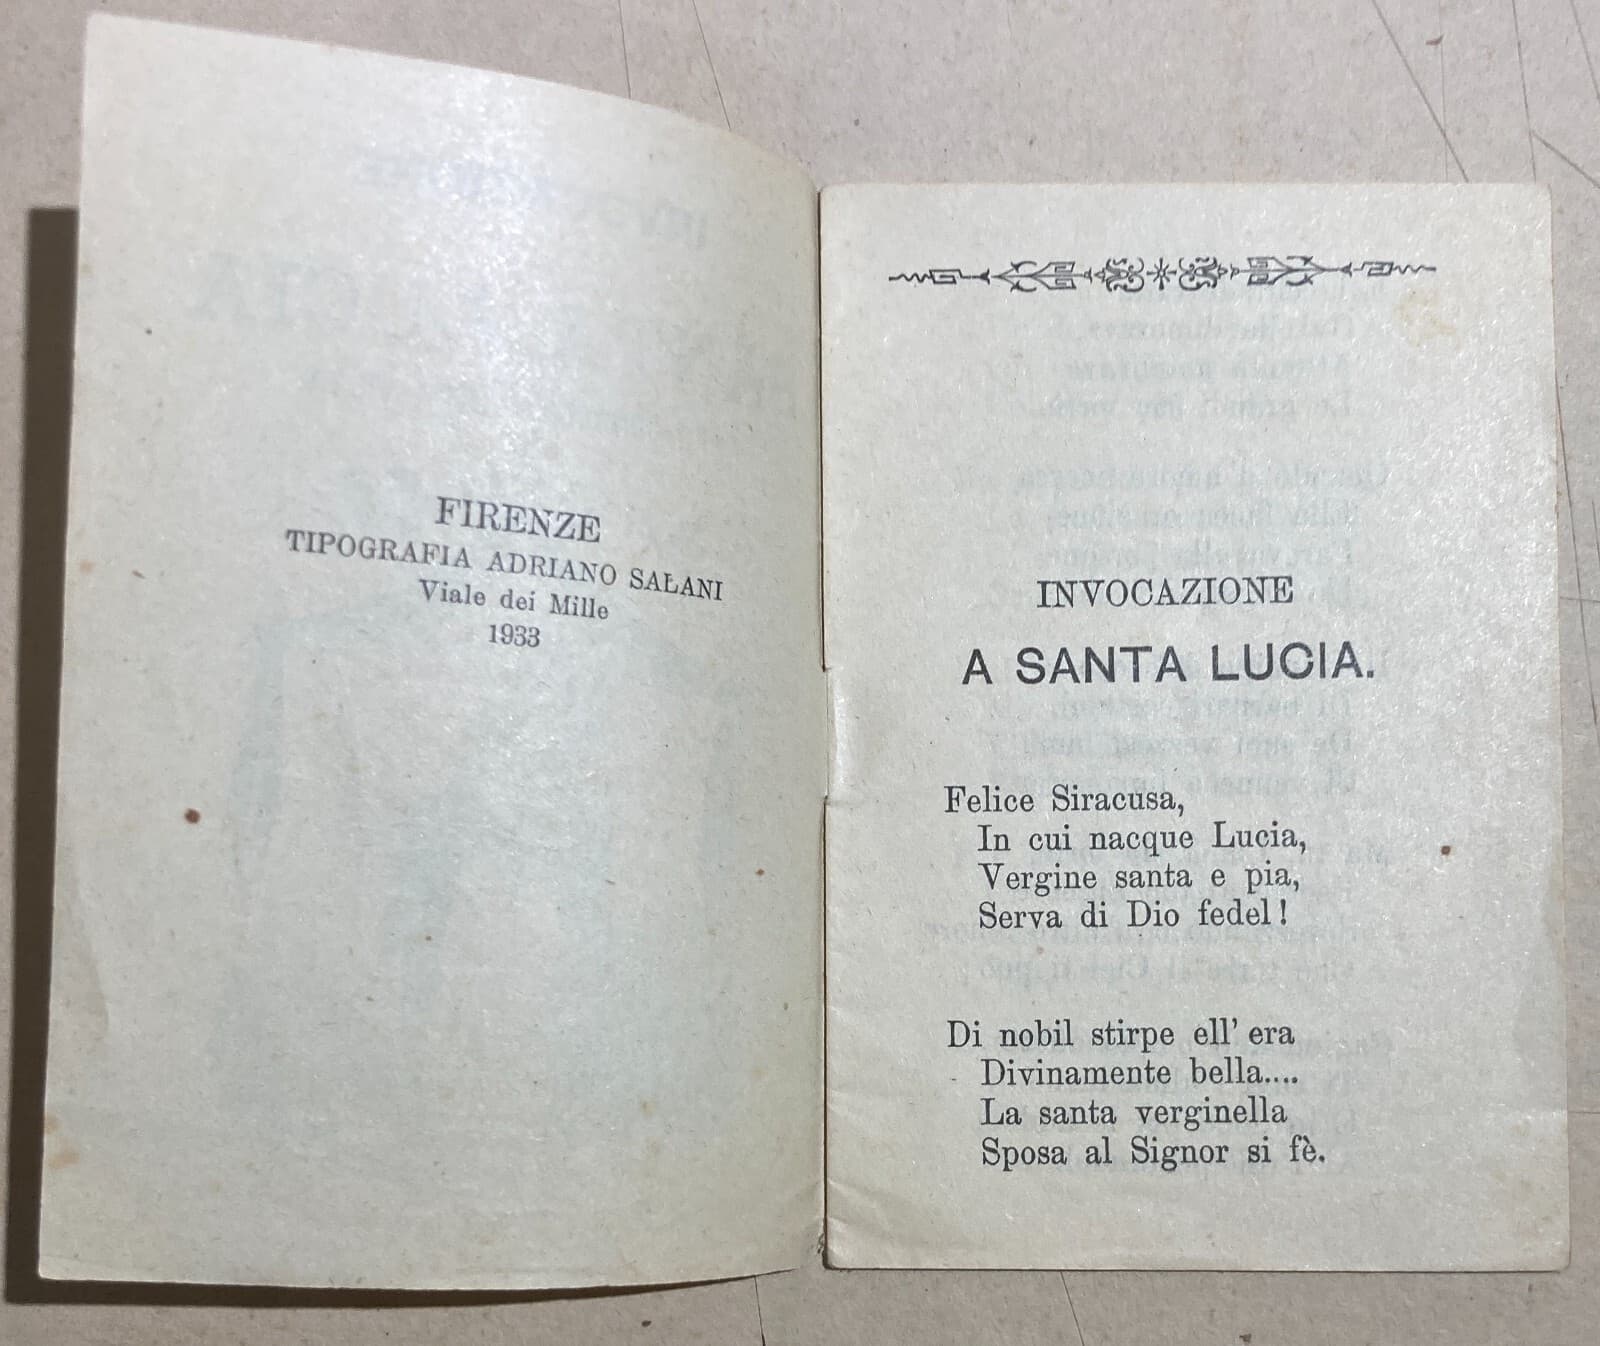 FIRENZE
TIPOGRAFIA ADRIANO SALANI
Viale dei Mille
1933
INVOCAZIONE
A SANTA LUCIA.
Felice Siracusa,
In cui nacque Lucia,
Vergine santa e pia,
Serva di Dio fedel!
Di nobil stirpe ell' era
Divinamente bella....
La santa verginella
Sposa al Signor si fè.